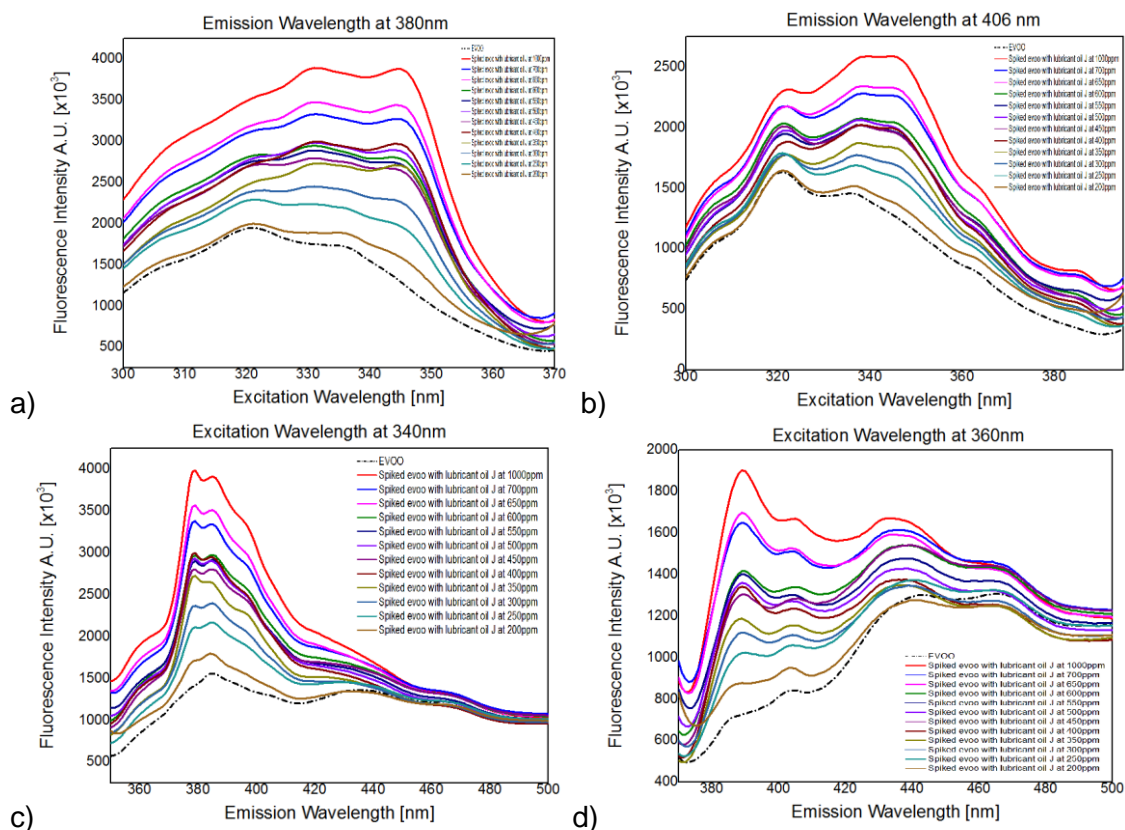 Emission Wavelength at 380nm
Fluorescence Intensity A.U. [x10³]
4000
3500
3000
2500
2000
1500
1000
500
300
310
320
330
340
350
360
370
Excitation Wavelength [nm]
EVOO
Spiked evoo with lubricant oil J at 1000ppm
Spiked evoo with lubricant oil J at 700ppm
a)
Emission Wavelength at 406 nm
Fluorescence Intensity A.U. [x10³]
2500
2000
1500
1000
500
0
300
320
340
360
380
Excitation Wavelength [nm]
EVOO
Spiked evoo with lubricant oil J at 1000ppm
Spiked evoo with lubricant oil J at 700ppm
Spiked evoo with lubricant oil J at 650ppm
Spiked evoo with lubricant oil J at 600ppm
Spiked evoo with lubricant oil J at 550ppm
Spiked evoo with lubricant oil J at 500ppm
Spiked evoo with lubricant oil J at 450ppm
Spiked evoo with lubricant oil J at 400ppm
Spiked evoo with lubricant oil J at 350ppm
Spiked evoo with lubricant oil J at 300ppm
Spiked evoo with lubricant oil J at 250ppm
Spiked evoo with lubricant oil J at 200ppm
b)
Excitation Wavelength at 340nm
Fluorescence Intensity A.U. [x10³]
4000
3500
3000
2500
2000
1500
1000
500
360
380
400
420
440
460
480
500
Emission Wavelength [nm]
EVOO
Spiked evoo with lubricant oil J at 1000ppm
Spiked evoo with lubricant oil J at 700ppm
Spiked evoo with lubricant oil J at 650ppm
Spiked evoo with lubricant oil J at 600ppm
Spiked evoo with lubricant oil J at 550ppm
Spiked evoo with lubricant oil J at 500ppm
Spiked evoo with lubricant oil J at 450ppm
Spiked evoo with lubricant oil J at 400ppm
Spiked evoo with lubricant oil J at 350ppm
Spiked evoo with lubricant oil J at 300ppm
Spiked evoo with lubricant oil J at 250ppm
Spiked evoo with lubricant oil J at 200ppm
c)
Excitation Wavelength at 360nm
Fluorescence Intensity A.U. [x10³]
2000
1800
1600
1400
1200
1000
800
600
400
380
400
420
440
460
480
500
Emission Wavelength [nm]
EVOO
Spiked evoo with lubricant oil J at 1000ppm
Spiked evoo with lubricant oil J at 700ppm
Spiked evoo with lubricant oil J at 650ppm
Spiked evoo with lubricant oil J at 600ppm
Spiked evoo with lubricant oil J at 550ppm
Spiked evoo with lubricant oil J at 500ppm
Spiked evoo with lubricant oil J at 450ppm
Spiked evoo with lubricant oil J at 400ppm
Spiked evoo with lubricant oil J at 350ppm
Spiked evoo with lubricant oil J at 300ppm
Spiked evoo with lubricant oil J at 250ppm
Spiked evoo with lubricant oil J at 200ppm
d)